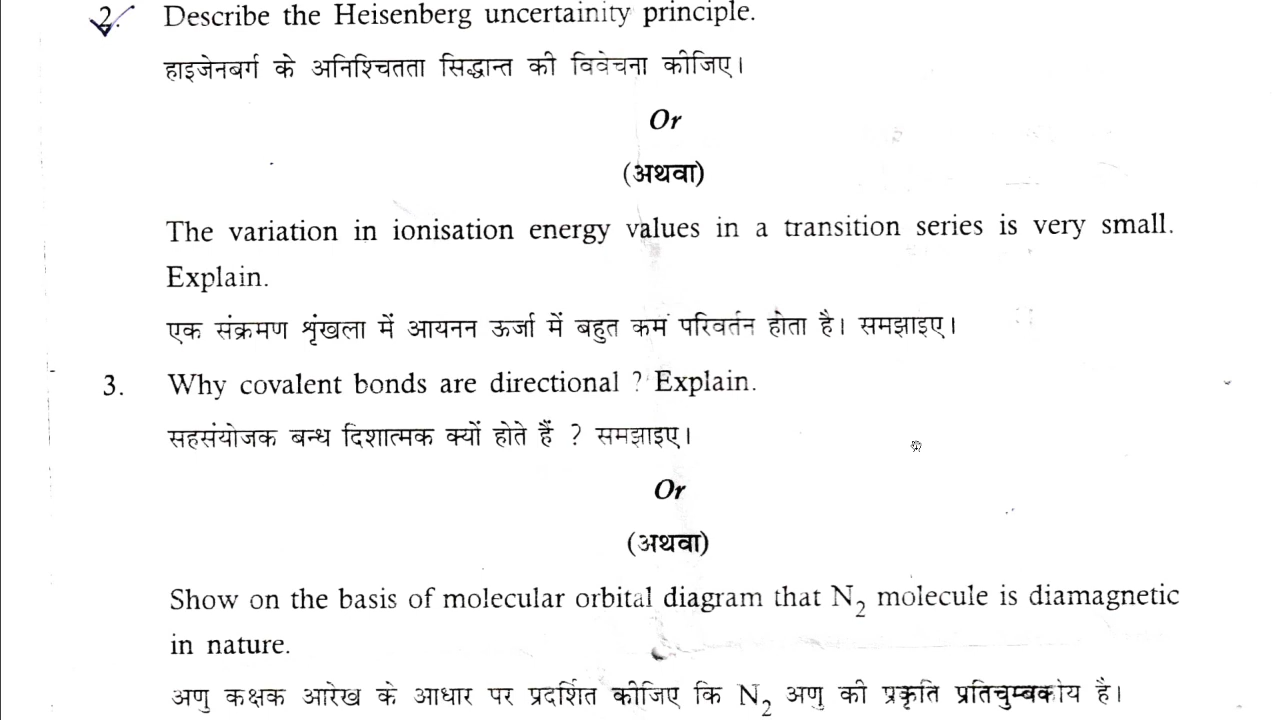 2. Describe the Heisenberg uncertainity principle.
हाइजेनबर्ग के अनिश्चितता सिद्धान्त की विवेचना कीजिए।
Or
(अथवा)
The variation in ionisation energy values in a transition series is very small.
Explain.
एक संक्रमण श्रृंखला में आयनन ऊर्जा में बहुत कम परिवर्तन होता है। समझाइए।
3. Why covalent bonds are directional ? Explain.
सहसंयोजक बन्ध दिशात्मक क्यों होते हैं ? समझाइए।
Or
(अथवा)
Show on the basis of molecular orbital diagram that N₂ molecule is diamagnetic
in nature.
अणु कक्षक आरेख के आधार पर प्रदर्शित कीजिए कि N₂ अणु की प्रकृति प्रतिचुम्बकीय है।